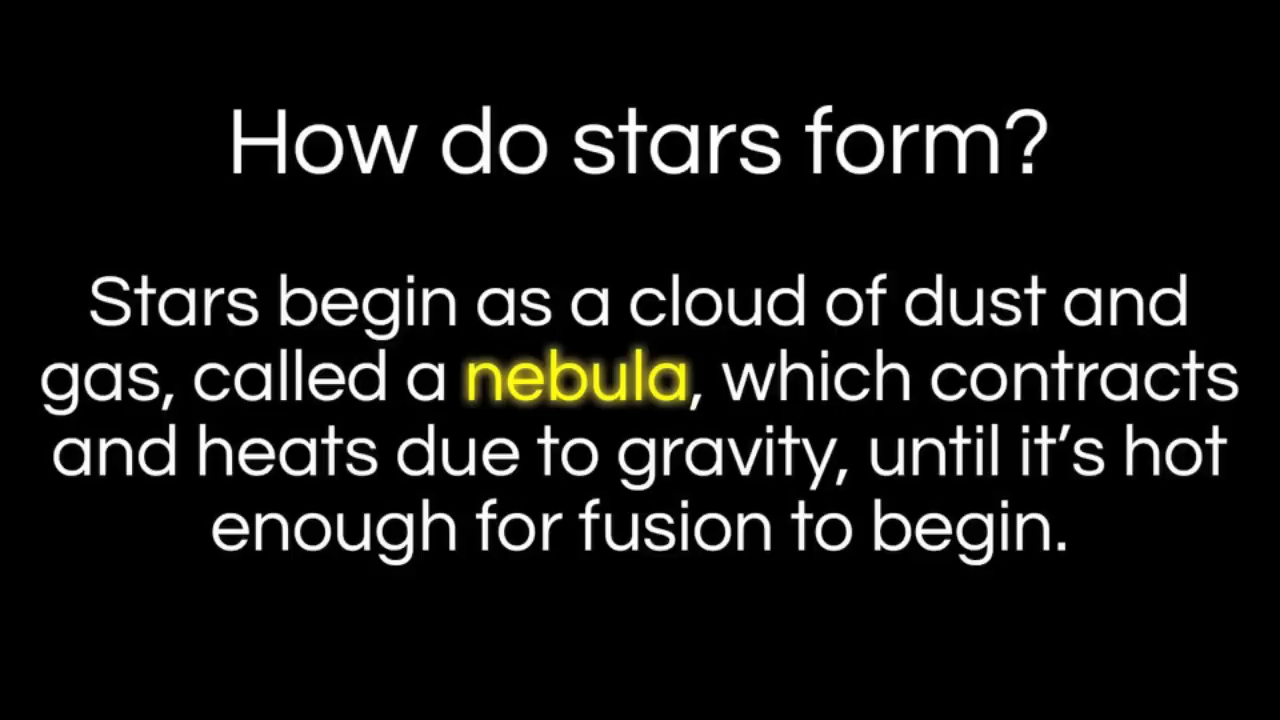 How do stars form?
Stars begin as a cloud of dust and
gas, called a nebula, which contracts
and heats due to gravity, until it’s hot
enough for fusion to begin.